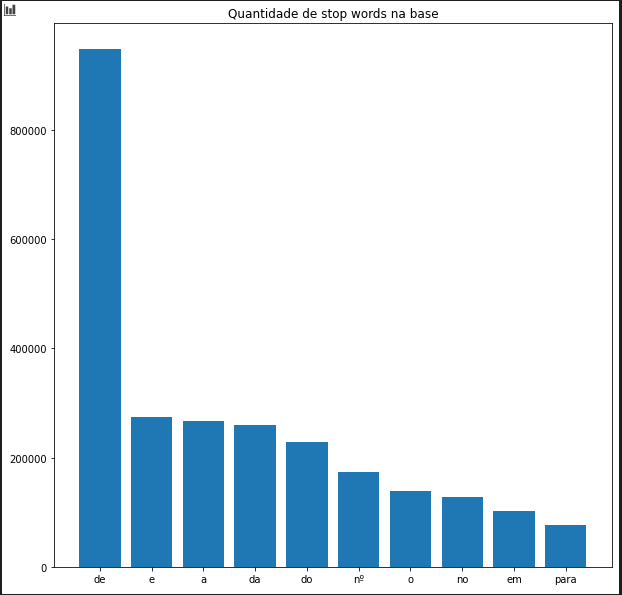 Quantidade de stop words na base
800000
600000
400000
200000
0
de e a da do nº o no em para